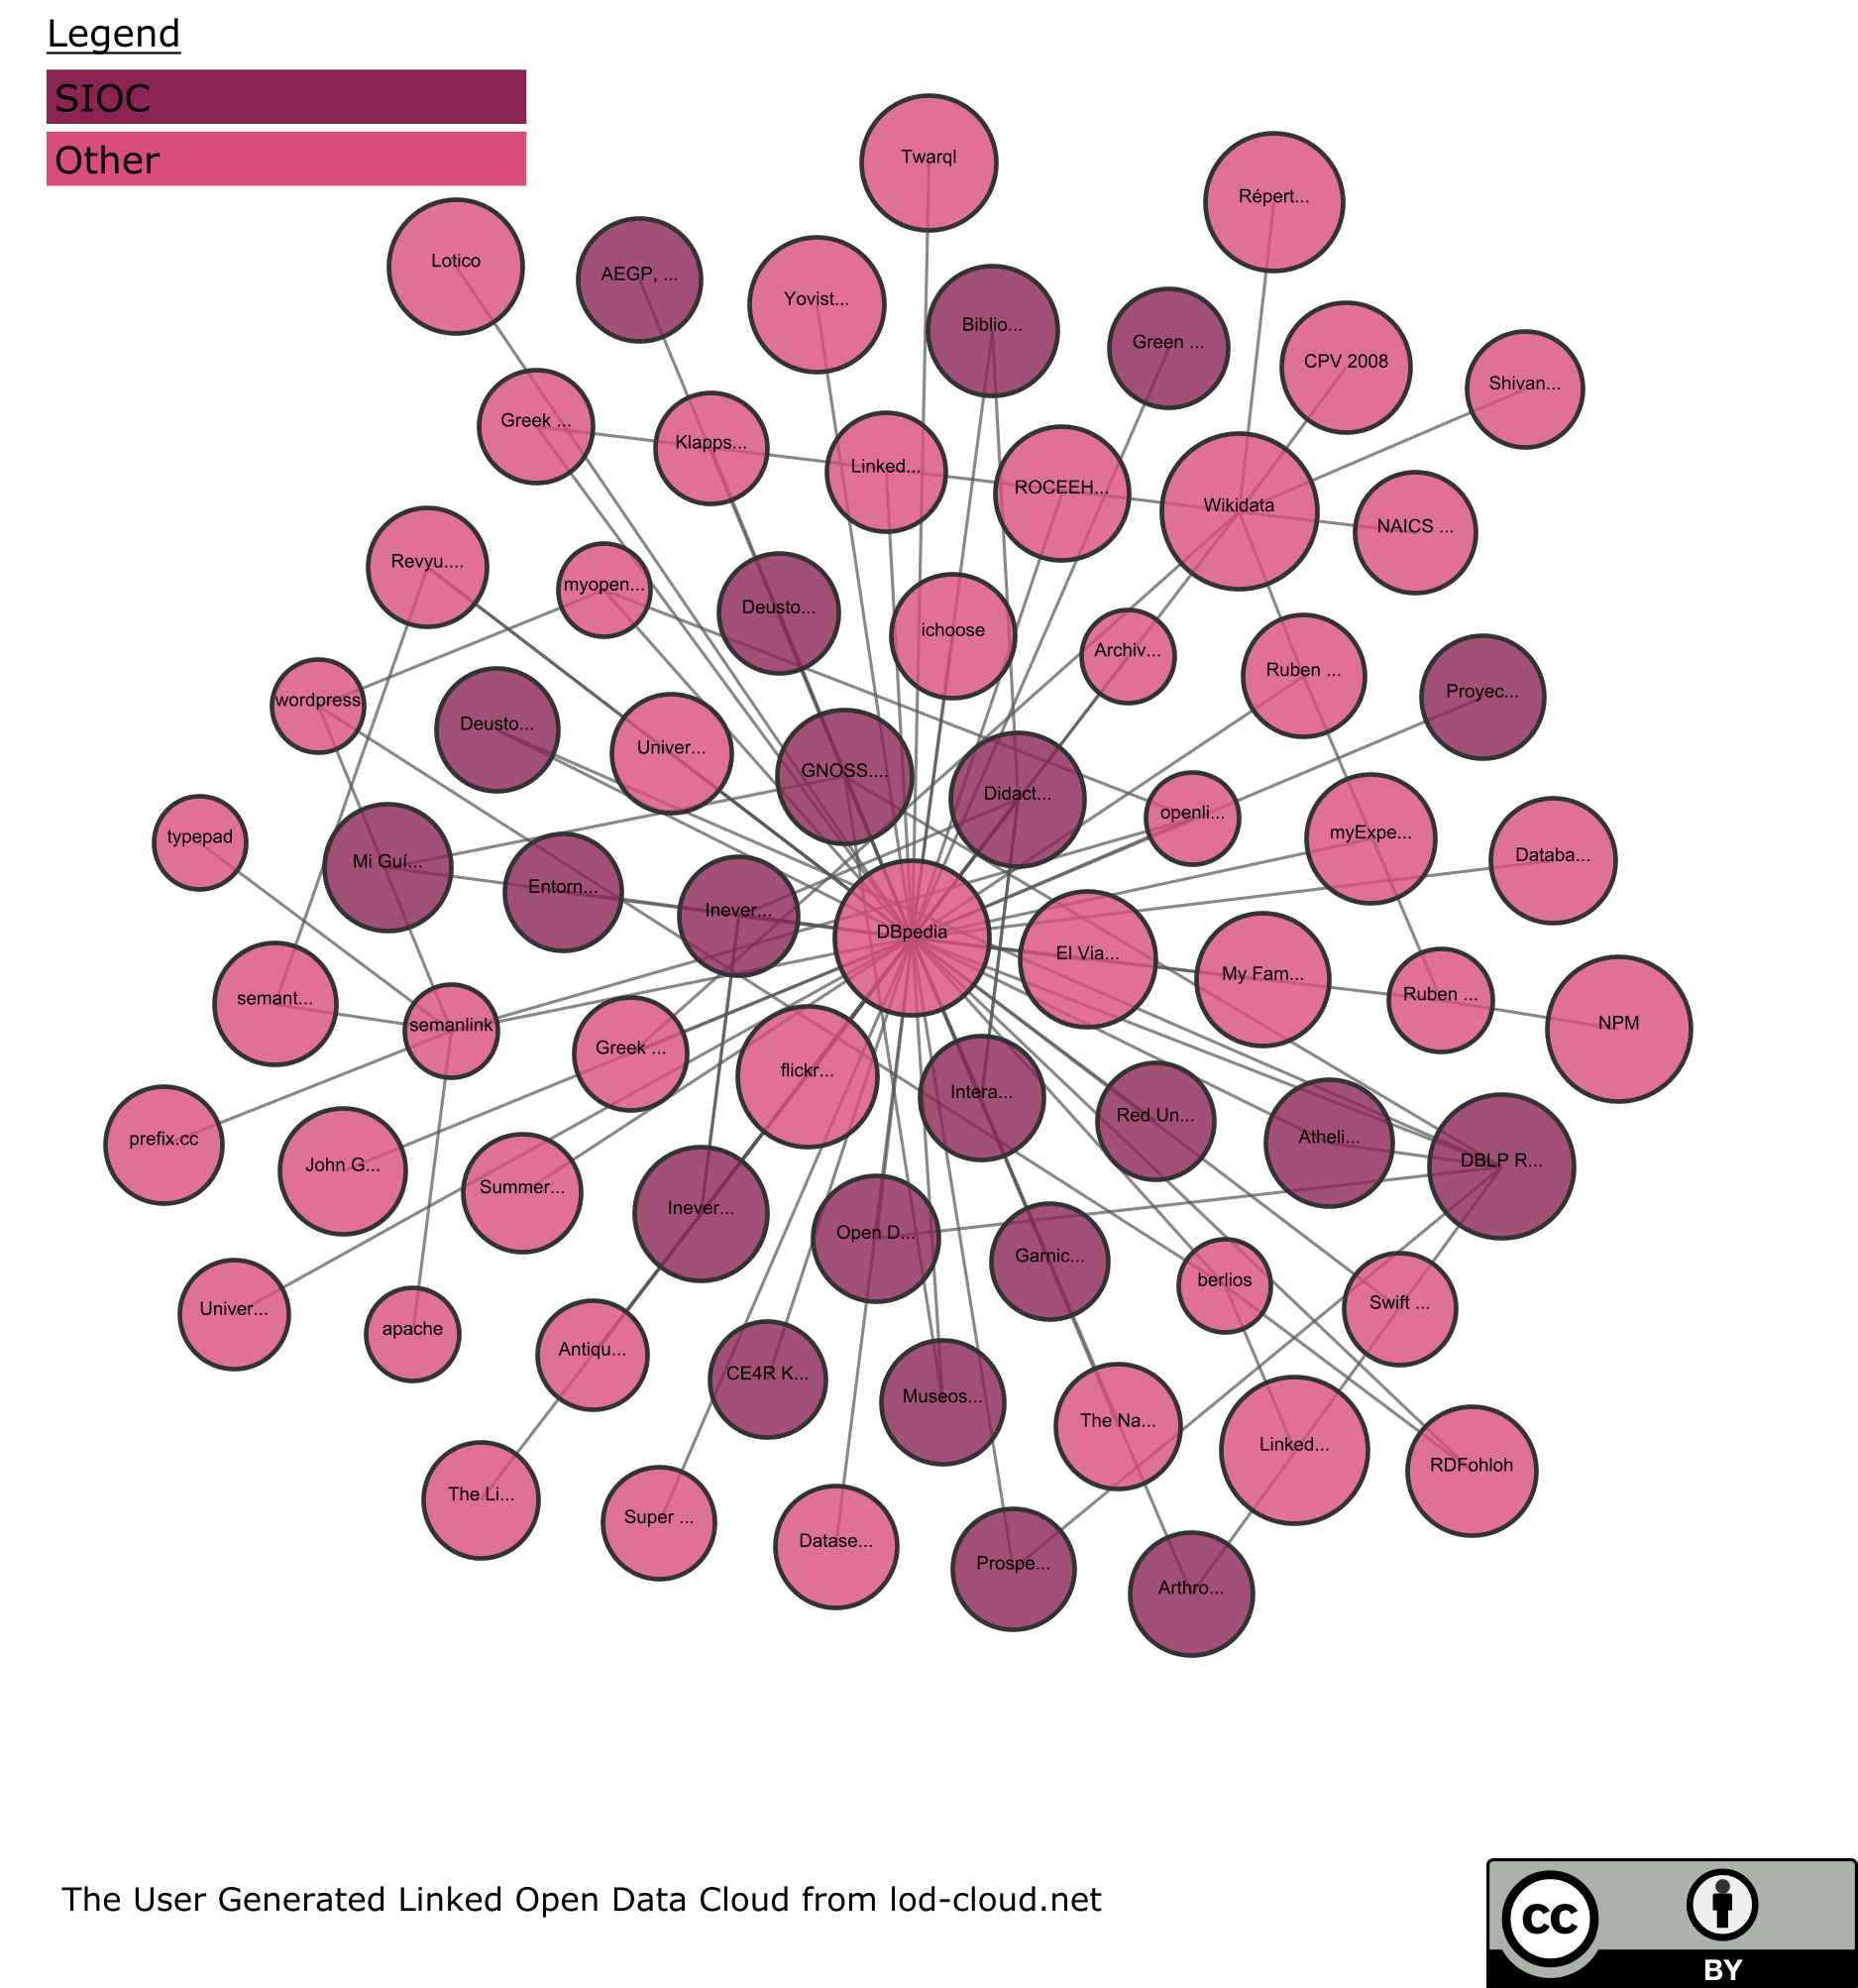 Legend
SIOC
Other
Twarql
Répert...
Lotico
AEGP, ...
Yovist...
Biblio...
Green ...
CPV 2008
Shivan...
Greek ...
Klapps...
Linked...
ROCEEH...
Wikidata
NAICS ...
Revyu....
myopen...
Deusto...
ichoose
Archiv...
Ruben ...
Proyec...
wordpress
Deusto...
Univer...
GNOSS....
Didact...
openli...
myExpe...
Databa...
typepad
Mi Guí...
Entorn...
Inever...
DBpedia
El Via...
My Fam...
Ruben ...
NPM
semant...
semanlink
Greek ...
flickr...
Intera...
Red Un...
Atheli...
DBLP R...
prefix.cc
John G...
Summer...
Inever...
Open D...
Garnic...
berlios
Swift ...
Univer...
apache
Antiqu...
CE4R K...
Museos...
The Na...
Linked...
RDFohloh
The Li...
Super ...
Datase...
Prospe...
Arthro...
The User Generated Linked Open Data Cloud from lod-cloud.net
cc
BY